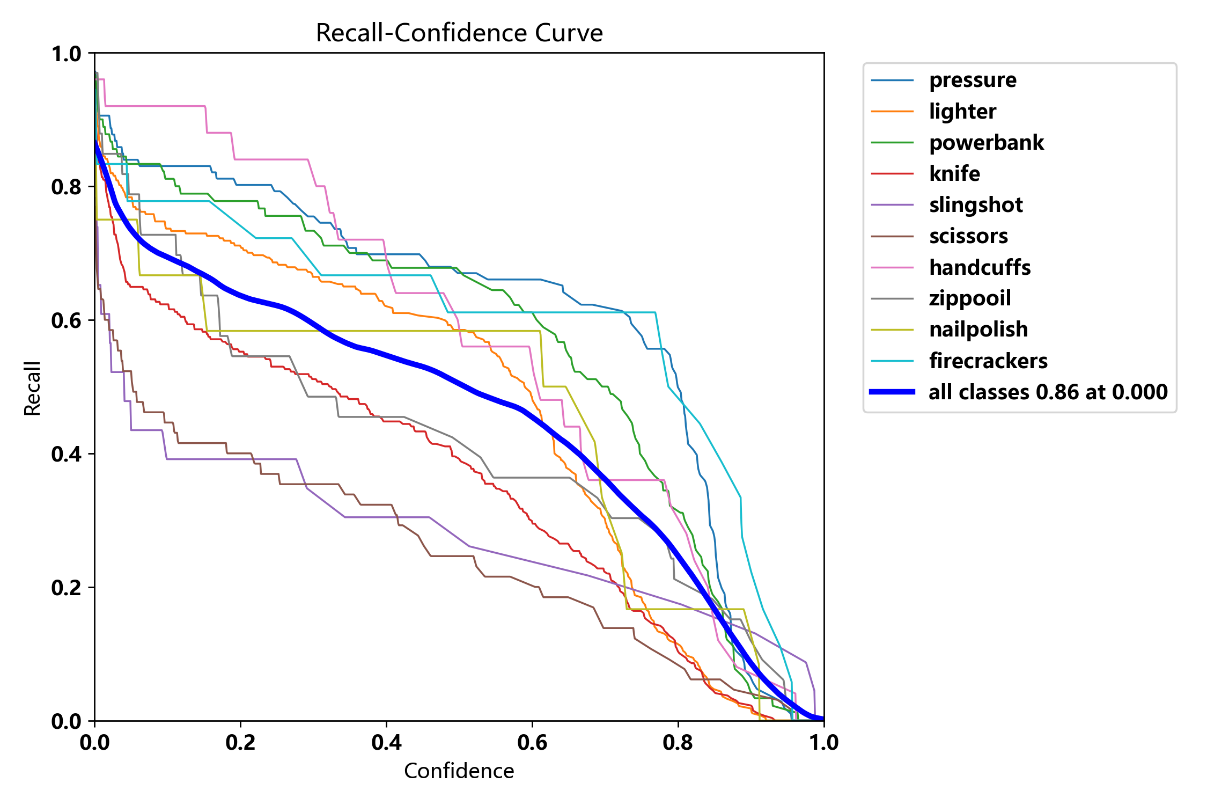 Recall-Confidence Curve
1.0
0.8
0.6
0.4
0.2
0.0
Recall
0.0 0.2 0.4 0.6 0.8 1.0
Confidence
pressure
lighter
powerbank
knife
slingshot
scissors
handcuffs
zippooil
nailpolish
firecrackers
all classes 0.86 at 0.000